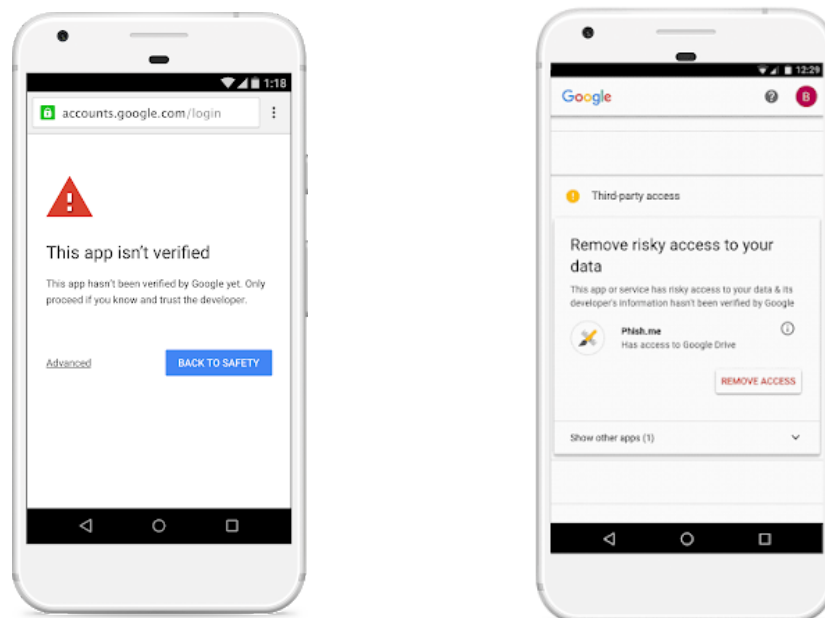 1:18
accounts.google.com/login
This app isn't verified
This app hasn't been verified by Google yet. Only
proceed if you know and trust the developer.
Advanced
BACK TO SAFETY
12:29
Google
B
Third-party access
Remove risky access to your
data
This app or service has risky access to your data & its
developer's information hasn't been verified by Google
Phish.me
Has access to Google Drive
REMOVE ACCESS
Show other apps (1)